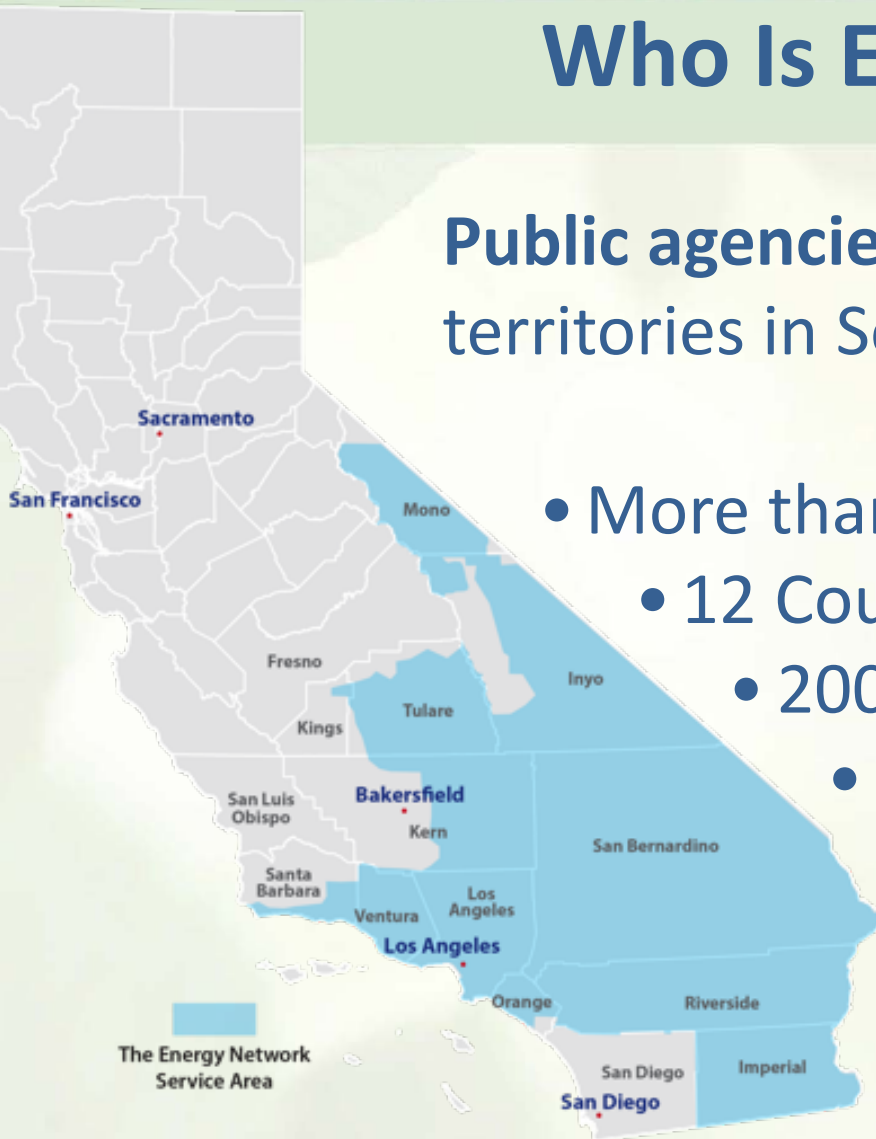 Who Is E
Public agencie
territories in S
• More than
• 12 Cou
• 200
•
Sacramento
San Francisco
Mono
Fresno
Inyo
Tulare
Kings
Bakersfield
San Luis
Obispo
Kern
San Bernardino
Santa
Barbara
Los
Angeles
Ventura
Los Angeles
Orange
Riverside
The Energy Network
Service Area
San Diego
Imperial
San Diego